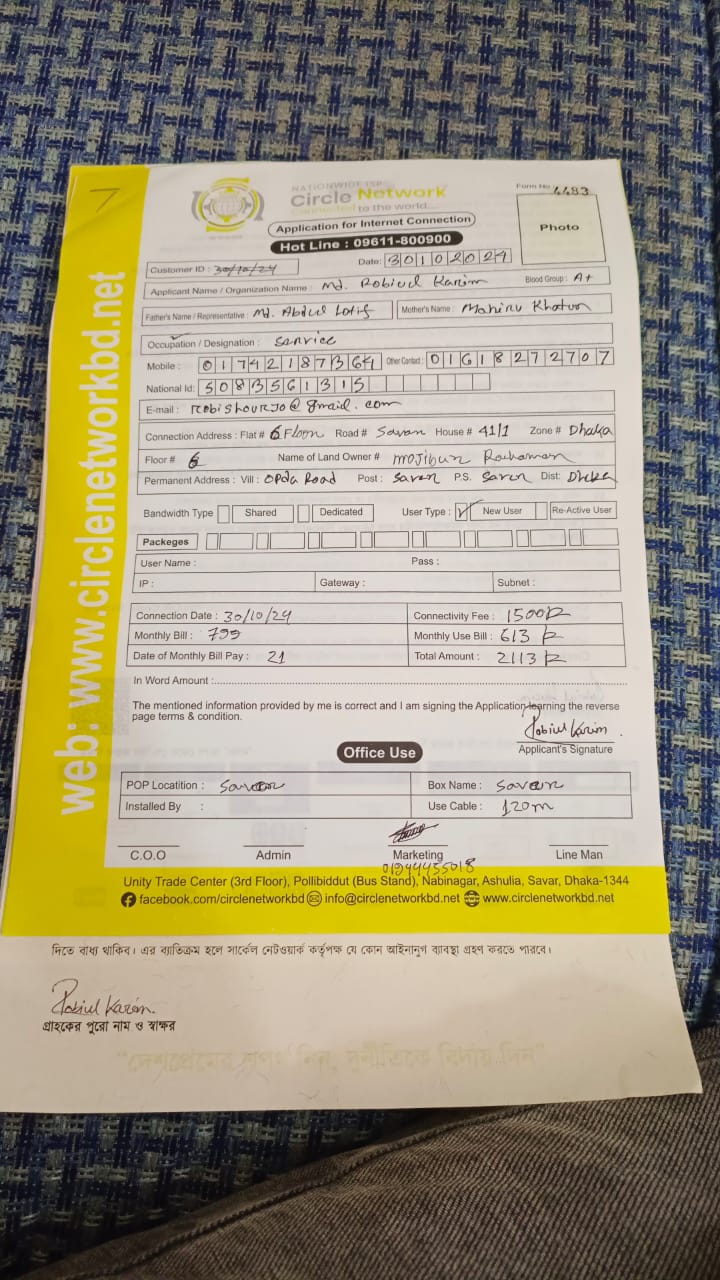 7
NATIONWIDE ISP
Circle Network
Connected to the world...
Form No 4483
Application for Internet Connection
Photo
Hot Line : 09611-800900
Customer ID : 30/10/24
Date: 30102024
Applicant Name / Organization Name : Md. Robiul Karim Blood Group : A+
Father's Name / Representative : Md. Abdul Lotif Mother's Name : Mahinu Khatun
Occupation / Designation : Service
Mobile : 01742187364 Other Contact : 01618272707
National Id: 5083561315
E-mail : robishourjo@gmail.com
Connection Address : Flat # 6 Floor Road # Savar House # 41/1 Zone # Dhaka
Floor # 6 Name of Land Owner # Mojibur Rachaman
Permanent Address : Vill : Opda Road Post : Savar P.S. Savar Dist: Dhaka
Bandwidth Type Shared Dedicated User Type : ✓ New User Re-Active User
Packeges
User Name : Pass :
IP : Gateway : Subnet :
Connection Date : 30/10/24 Connectivity Fee : 1500
Monthly Bill : 799 Monthly Use Bill : 613
Date of Monthly Bill Pay : 21 Total Amount : 2113
In Word Amount :
The mentioned information provided by me is correct and I am signing the Application learning the reverse
page terms & condition.
Robiul Karim
Applicant's Signature
Office Use
POP Locatition : Savar Box Name : Savar
Installed By : Use Cable : 120m
C.O.O Admin Marketing Line Man
01944455018
Unity Trade Center (3rd Floor), Pollibiddut (Bus Stand), Nabinagar, Ashulia, Savar, Dhaka-1344
facebook.com/circlenetworkbd info@circlenetworkbd.net www.circlenetworkbd.net
web: www.circlenetworkbd.net
দিতে বাধ্য থাকিব। এর ব্যাতিক্রম হলে সার্কেল নেটওয়ার্ক কর্তৃপক্ষ যে কোন আইনানুগ ব্যাবস্থা গ্রহণ করতে পারবে।
Robiul Karim
গ্রাহকের পুরো নাম ও স্বাক্ষর
"দেশপ্রেমের শপথ নিন, দুর্নীতিকে বিদায় দিন"